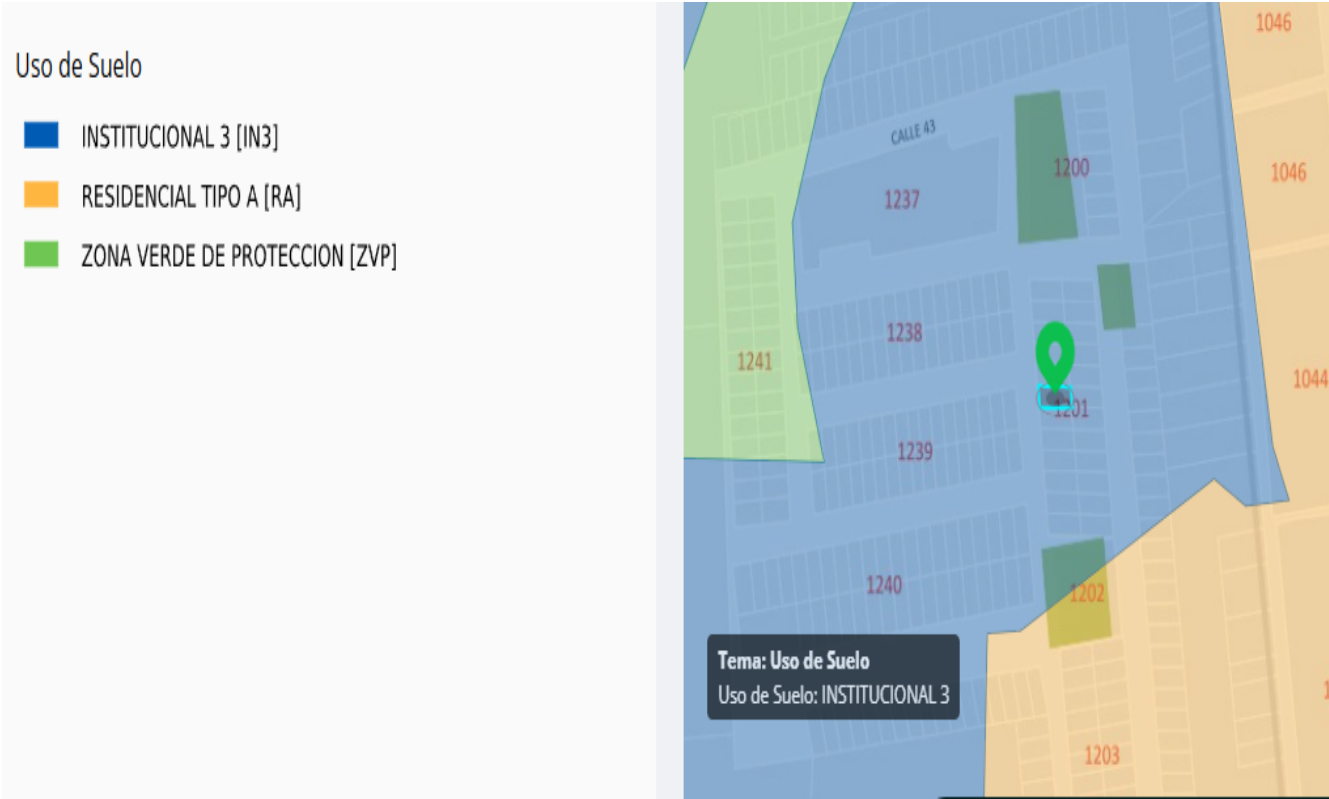 Uso de Suelo
INSTITUCIONAL 3 [IN3]
RESIDENCIAL TIPO A [RA]
ZONA VERDE DE PROTECCION [ZVP]
1046
CALLE 43
1200
1046
1237
1238
1241
1044
1201
1239
1240
1202
Tema: Uso de Suelo
Uso de Suelo: INSTITUCIONAL 3
1203